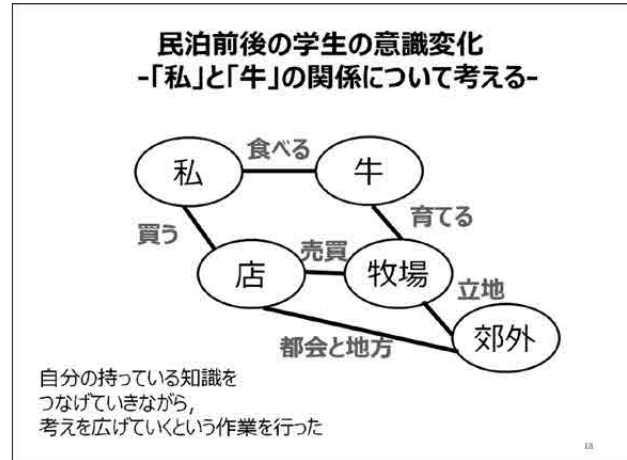 民泊前後の学生の意識変化
-｢私｣と｢牛｣の関係について考える-
私
食べる
牛
買う
育てる
店
売買
牧場
立地
都会と地方
郊外
自分の持っている知識を
つなげていきながら,
考えを広げていくという作業を行った
18